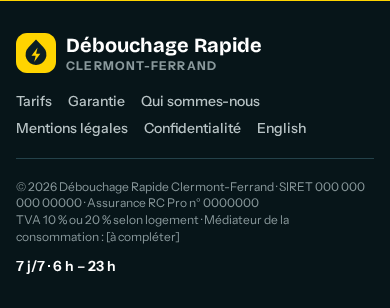 Débouchage Rapide
CLERMONT-FERRAND
Tarifs Garantie Qui sommes-nous
Mentions légales Confidentialité English
© 2026 Débouchage Rapide Clermont-Ferrand · SIRET 000 000
000 00000 · Assurance RC Pro n° 0000000
TVA 10 % ou 20 % selon logement · Médiateur de la
consommation : [à compléter]
7 j/7 · 6 h – 23 h